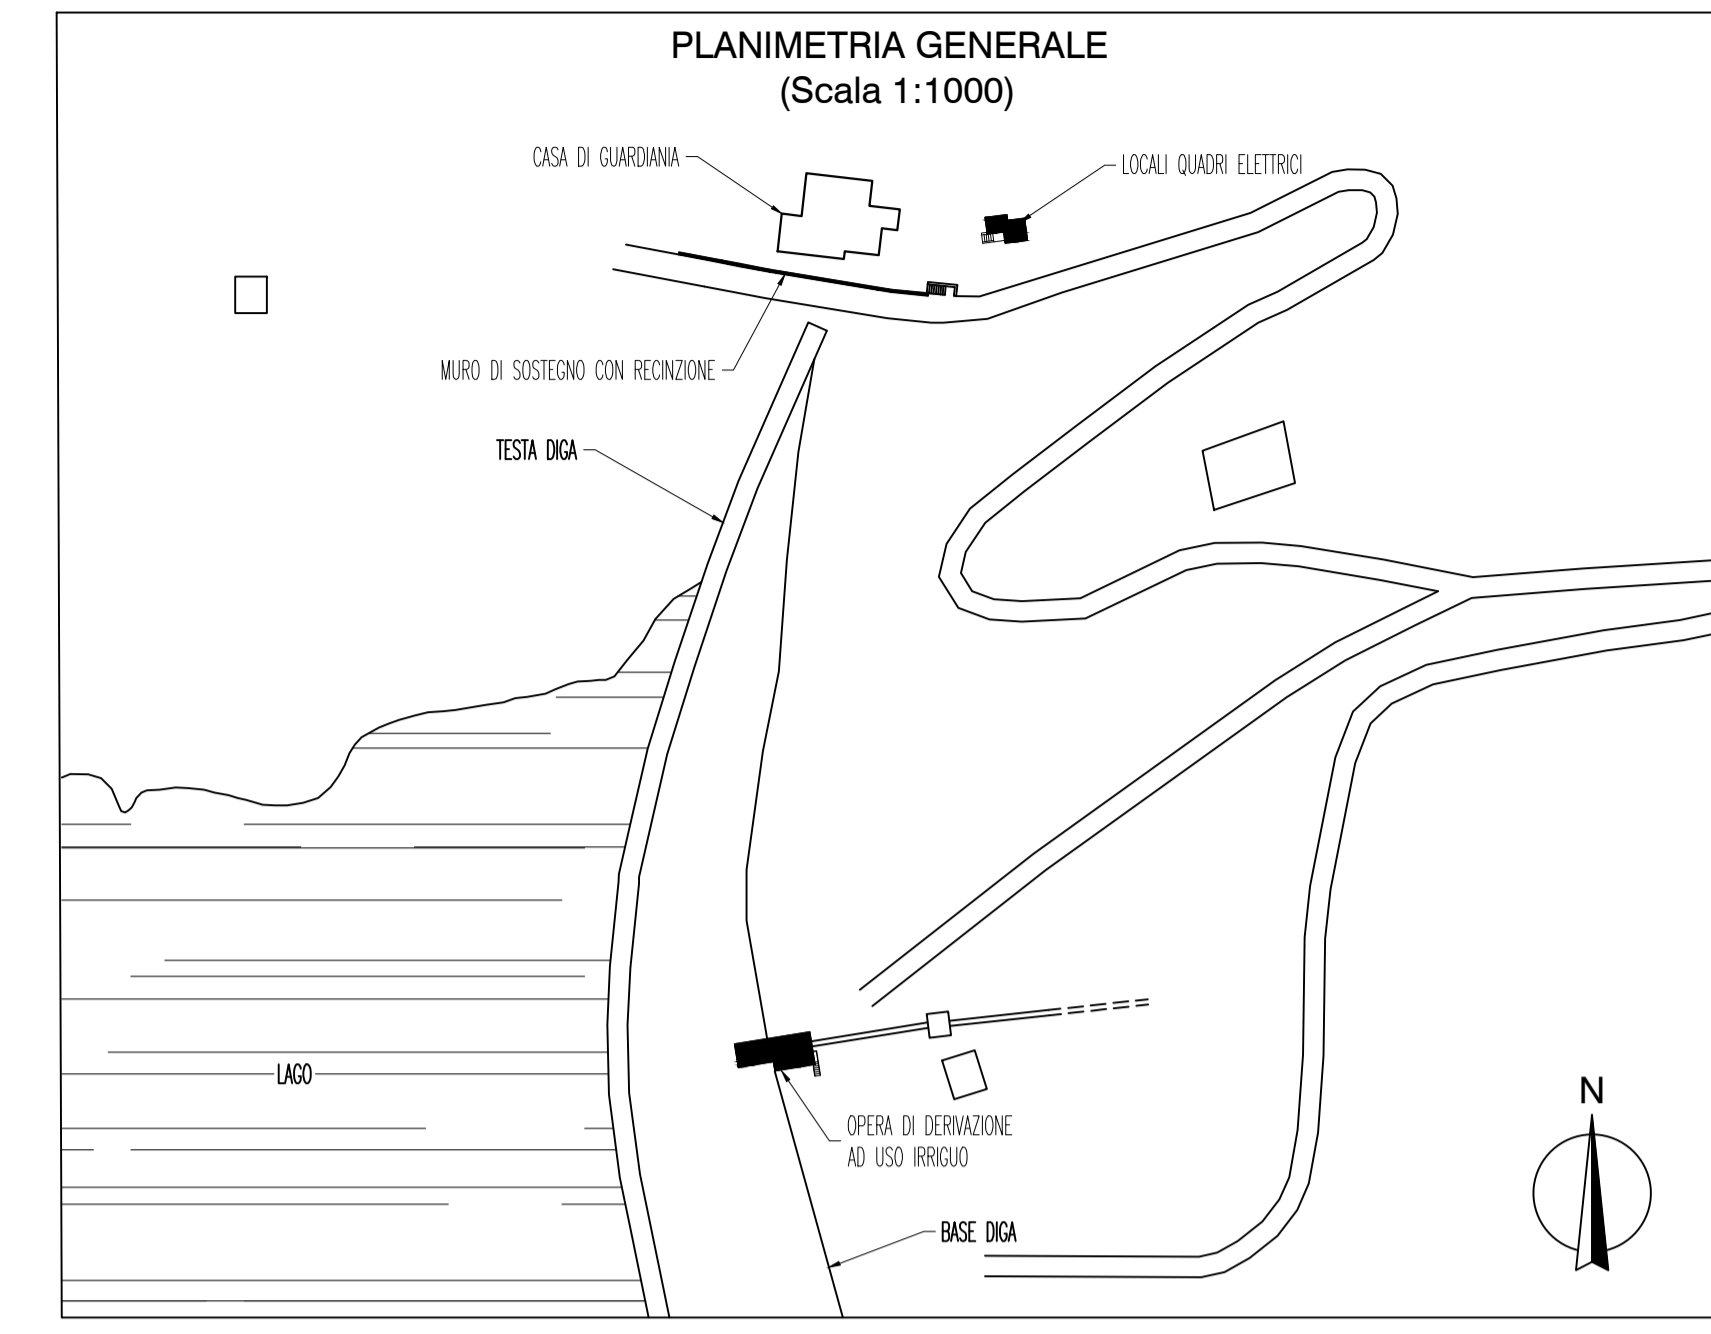 PLANIMETRIA GENERALE
(Scala 1:1000)
CASA DI GUARDIANIA
LOCALI QUADRI ELETTRICI
MURO DI SOSTEGNO CON RECINZIONE
TESTA DIGA
LAGO
OPERA DI DERIVAZIONE
AD USO IRRIGUO
BASE DIGA
N